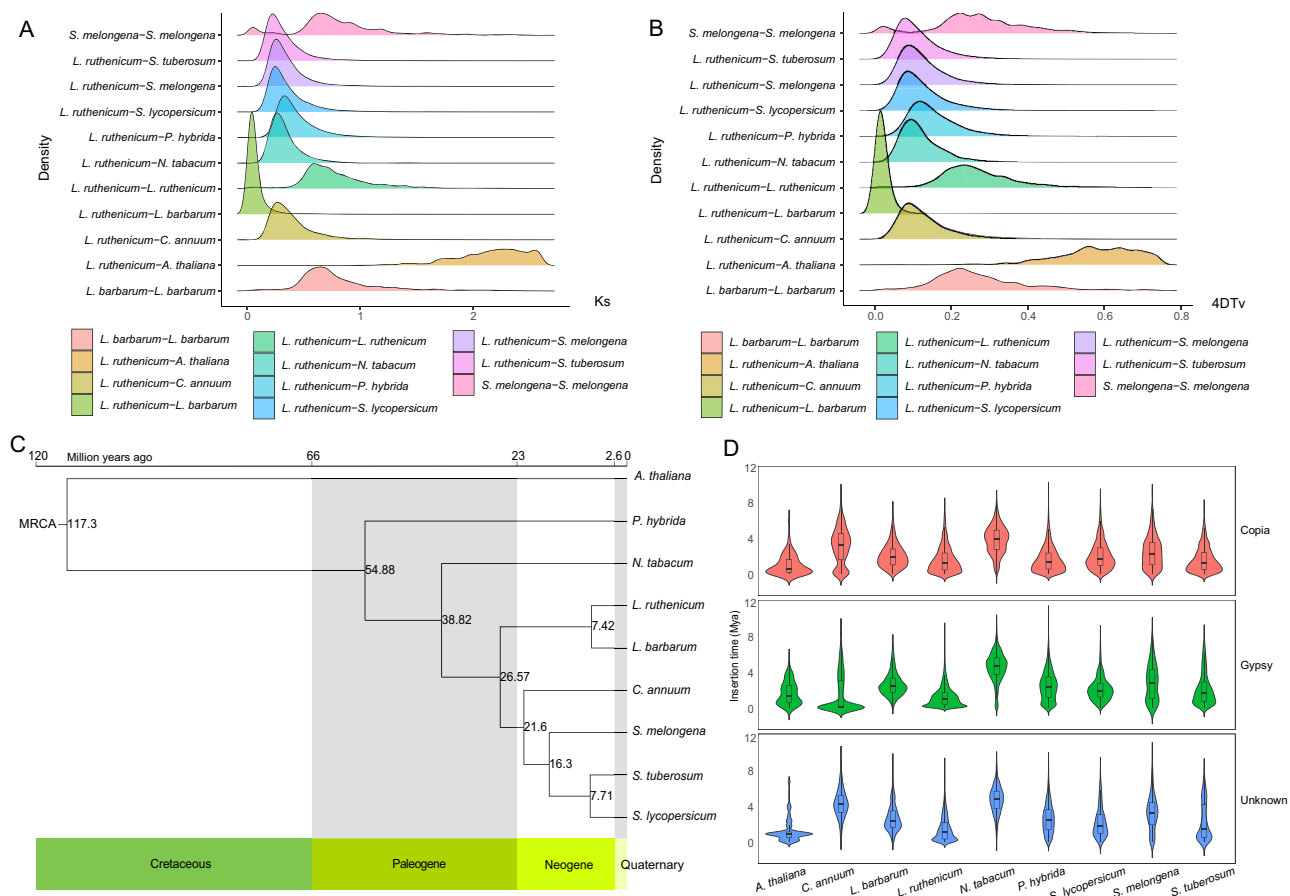 A
Density
S. melongena−S. melongena
L. ruthenicum−S. tuberosum
L. ruthenicum−S. melongena
L. ruthenicum−S. lycopersicum
L. ruthenicum−P. hybrida
L. ruthenicum−N. tabacum
L. ruthenicum−L. ruthenicum
L. ruthenicum−L. barbarum
L. ruthenicum−C. annuum
L. ruthenicum−A. thaliana
L. barbarum−L. barbarum
Ks
0 1 2
L. barbarum−L. barbarum
L. ruthenicum−A. thaliana
L. ruthenicum−C. annuum
L. ruthenicum−L. barbarum
L. ruthenicum−L. ruthenicum
L. ruthenicum−N. tabacum
L. ruthenicum−P. hybrida
L. ruthenicum−S. lycopersicum
L. ruthenicum−S. melongena
L. ruthenicum−S. tuberosum
S. melongena−S. melongena
B
Density
S. melongena−S. melongena
L. ruthenicum−S. tuberosum
L. ruthenicum−S. melongena
L. ruthenicum−S. lycopersicum
L. ruthenicum−P. hybrida
L. ruthenicum−N. tabacum
L. ruthenicum−L. ruthenicum
L. ruthenicum−L. barbarum
L. ruthenicum−C. annuum
L. ruthenicum−A. thaliana
L. barbarum−L. barbarum
4DTv
0.0 0.2 0.4 0.6 0.8
L. barbarum−L. barbarum
L. ruthenicum−A. thaliana
L. ruthenicum−C. annuum
L. ruthenicum−L. barbarum
L. ruthenicum−L. ruthenicum
L. ruthenicum−N. tabacum
L. ruthenicum−P. hybrida
L. ruthenicum−S. lycopersicum
L. ruthenicum−S. melongena
L. ruthenicum−S. tuberosum
S. melongena−S. melongena
C
120 Million years ago 66 23 2.6 0
MRCA
117.3
54.88
38.82
26.57
7.42
21.6
16.3
7.71
A. thaliana
P. hybrida
N. tabacum
L. ruthenicum
L. barbarum
C. annuum
S. melongena
S. tuberosum
S. lycopersicum
Cretaceous Paleogene Neogene Quaternary
D
Insertion time (Mya)
12
8
4
0
Copia
12
8
4
0
Gypsy
12
8
4
0
Unknown
A. thaliana C. annuum L. barbarum L. ruthenicum N. tabacum P. hybrida S. lycopersicum S. melongena S. tuberosum